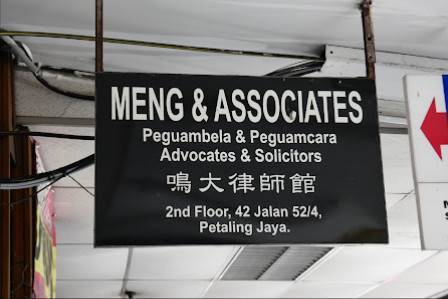 MENG & ASSOCIATES
Peguambela & Peguamcara
Advocates & Solicitors
鳴大律師館
2nd Floor, 42 Jalan 52/4,
Petaling Jaya.